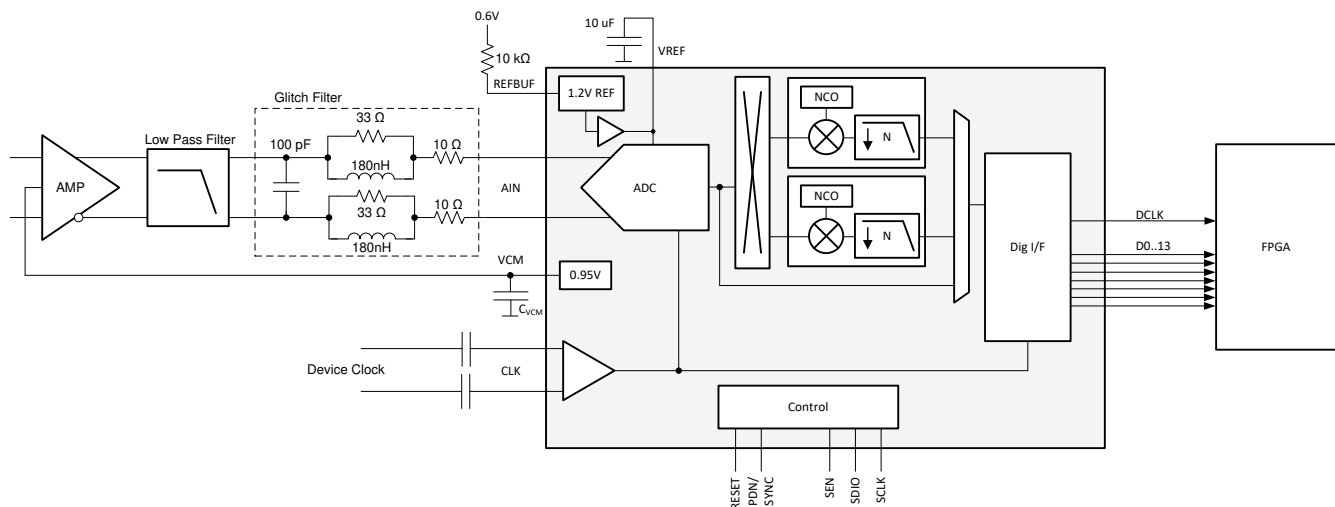 0.6V
10 uF
VREF
10 kΩ
REFBUF
1.2V REF
NCO
N
Glitch Filter
33 Ω
Low Pass Filter
100 pF
10 Ω
180nH
AMP
AIN
ADC
33 Ω
10 Ω
180nH
NCO
N
Dig I/F
DCLK
D0..13
FPGA
VCM
0.95V
CVCM
Device Clock
CLK
Control
RESET
PDN/
SYNC
SEN
SDIO
SCLK